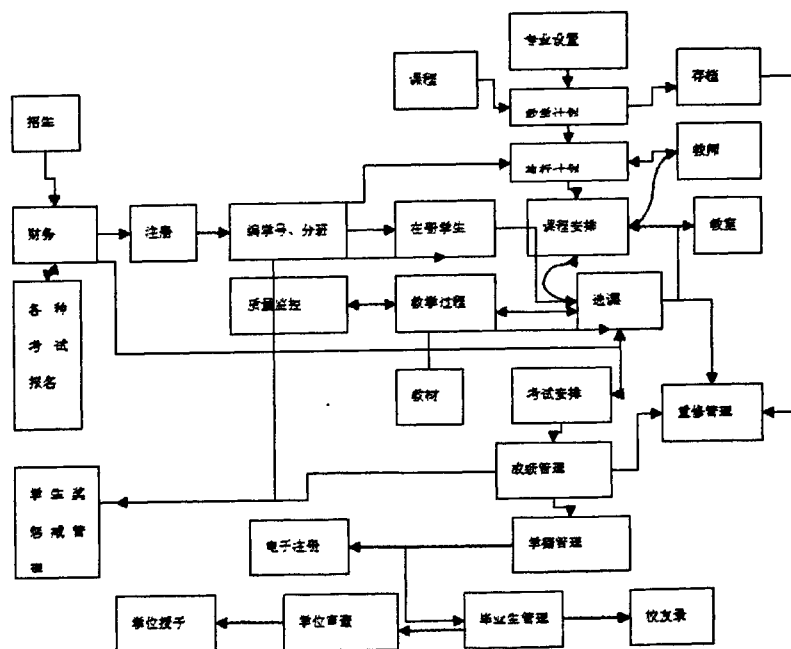 专业设置
课程
存档
招生
教学计划
执行计划
教师
财务
注册
编学号、分班
在册学生
课程安排
教室
各种
考试
报名
质量监控
教学过程
选课
教材
考试安排
重修管理
成绩管理
学生奖
惩戒管
理
电子注册
学籍管理
学位授予
学位审查
毕业生管理
校友录